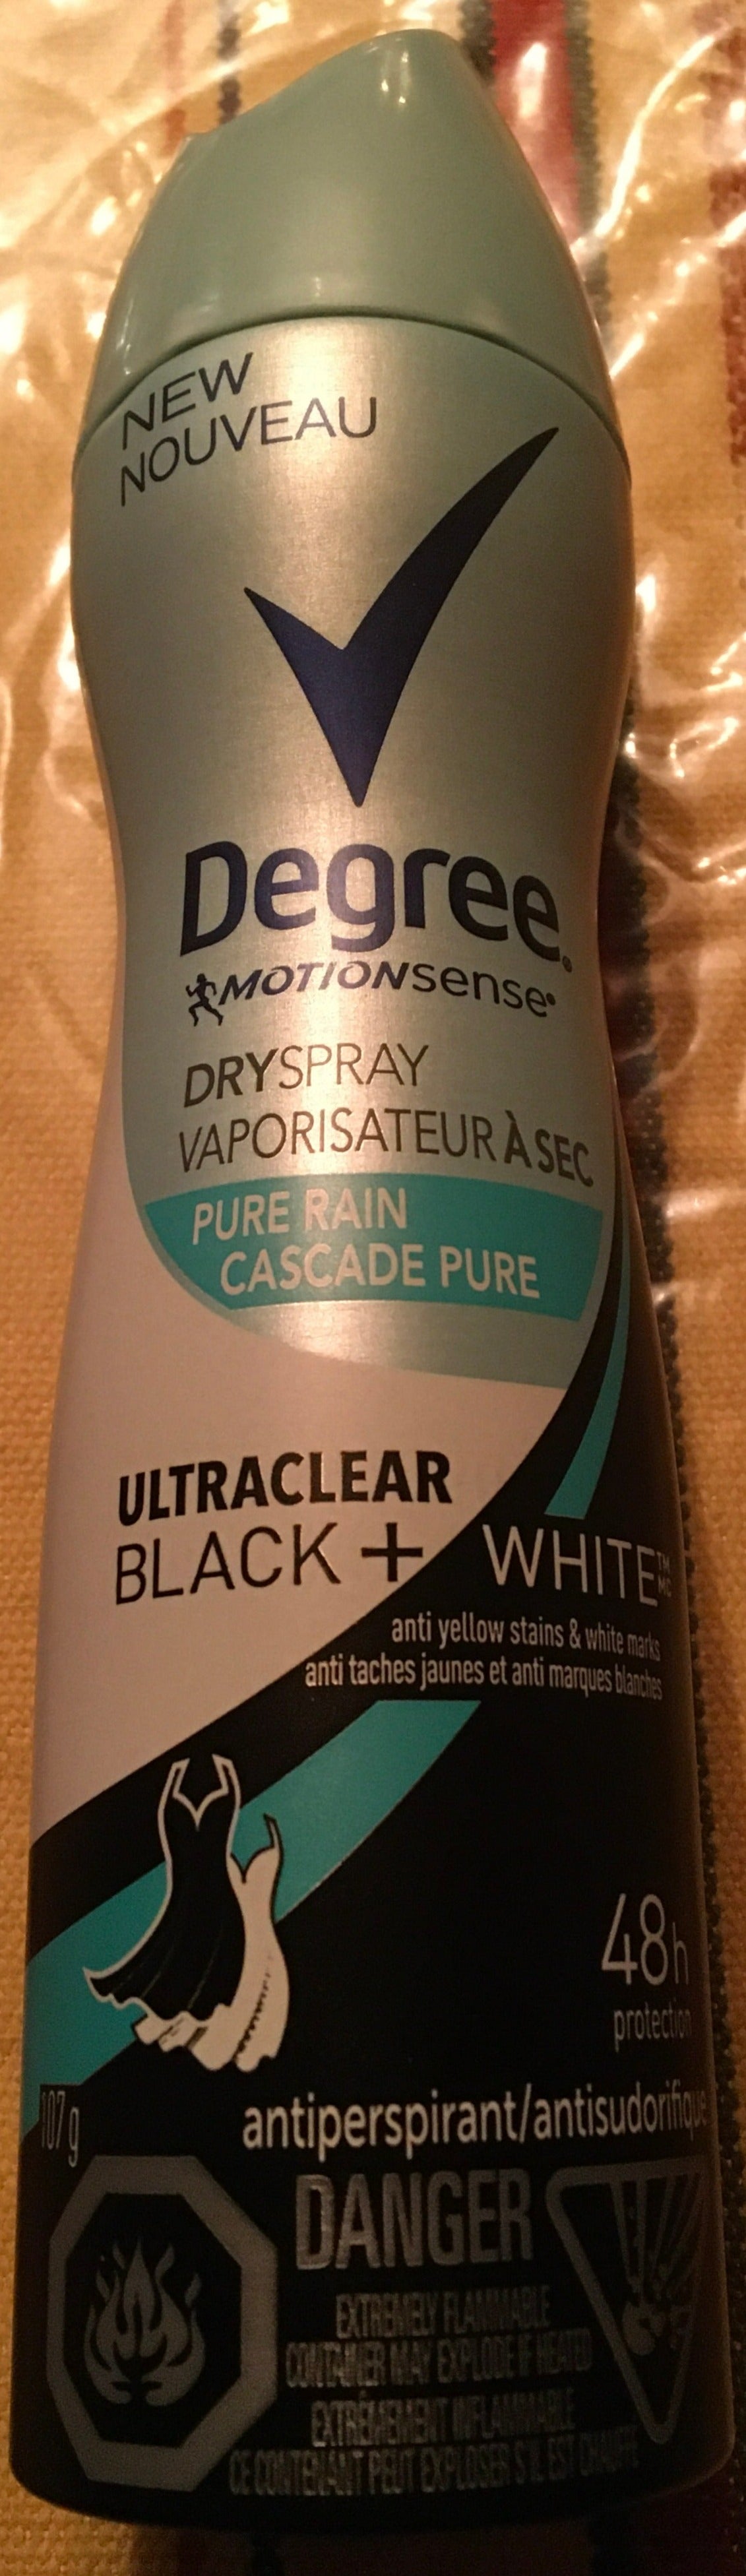 NEW
NOUVEAU
Degree®
MOTIONsense®
DRYSPRAY
VAPORISATEUR À SEC
PURE RAIN
CASCADE PURE
ULTRACLEAR
BLACK + WHITE TM MC
anti yellow stains & white marks
anti taches jaunes et anti marques blanches
48h
protection
107 g
antiperspirant/antisudorifique
DANGER
EXTREMELY FLAMMABLE
CONTAINER MAY EXPLODE IF HEATED
EXTRÊMEMENT INFLAMMABLE
CE CONTENANT PEUT EXPLOSER S'IL EST CHAUFFÉ